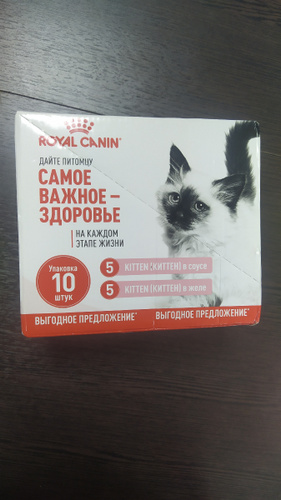 ROYAL CANIN
ДАЙТЕ ПИТОМЦУ
САМОЕ
ВАЖНОЕ –
ЗДОРОВЬЕ
НА КАЖДОМ
ЭТАПЕ ЖИЗНИ
Упаковка
10
штук
5 KITTEN (КИТТЕН) в соусе
5 KITTEN (КИТТЕН) в желе
ВЫГОДНОЕ ПРЕДЛОЖЕНИЕ* ВЫГОДНОЕ ПРЕДЛОЖЕНИЕ*